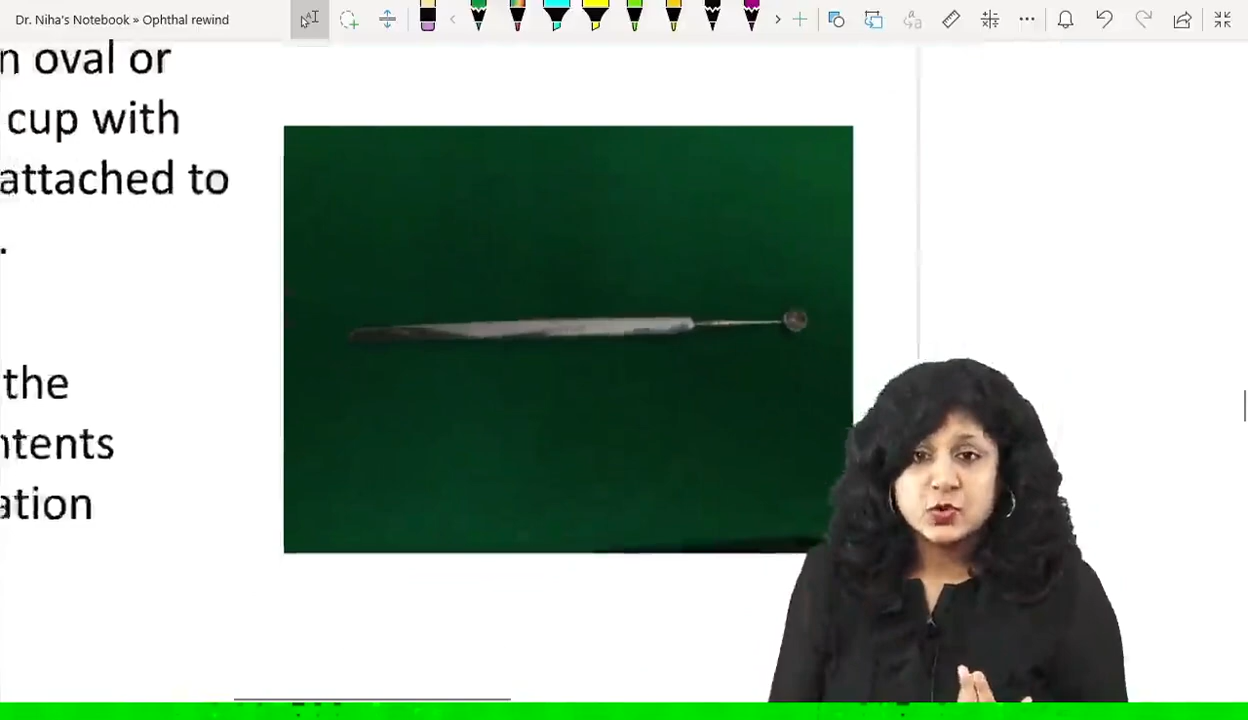 Dr. Niha's Notebook » Ophthal rewind
n oval or
cup with
attached to
.
the
ntents
ation